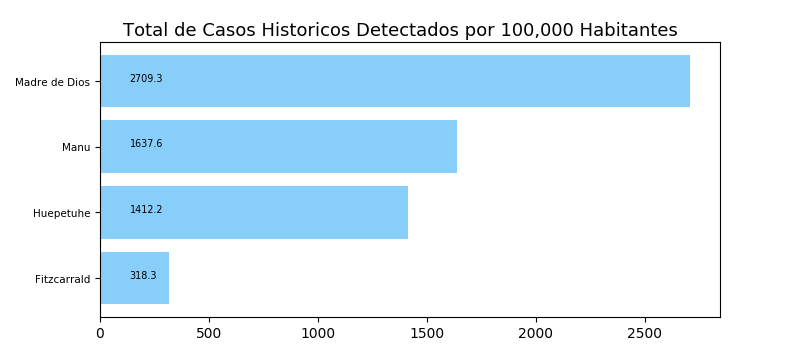 Total de Casos Historicos Detectados por 100,000 Habitantes
Madre de Dios 2709.3
Manu 1637.6
Huepetuhe 1412.2
Fitzcarrald 318.3
0 500 1000 1500 2000 2500